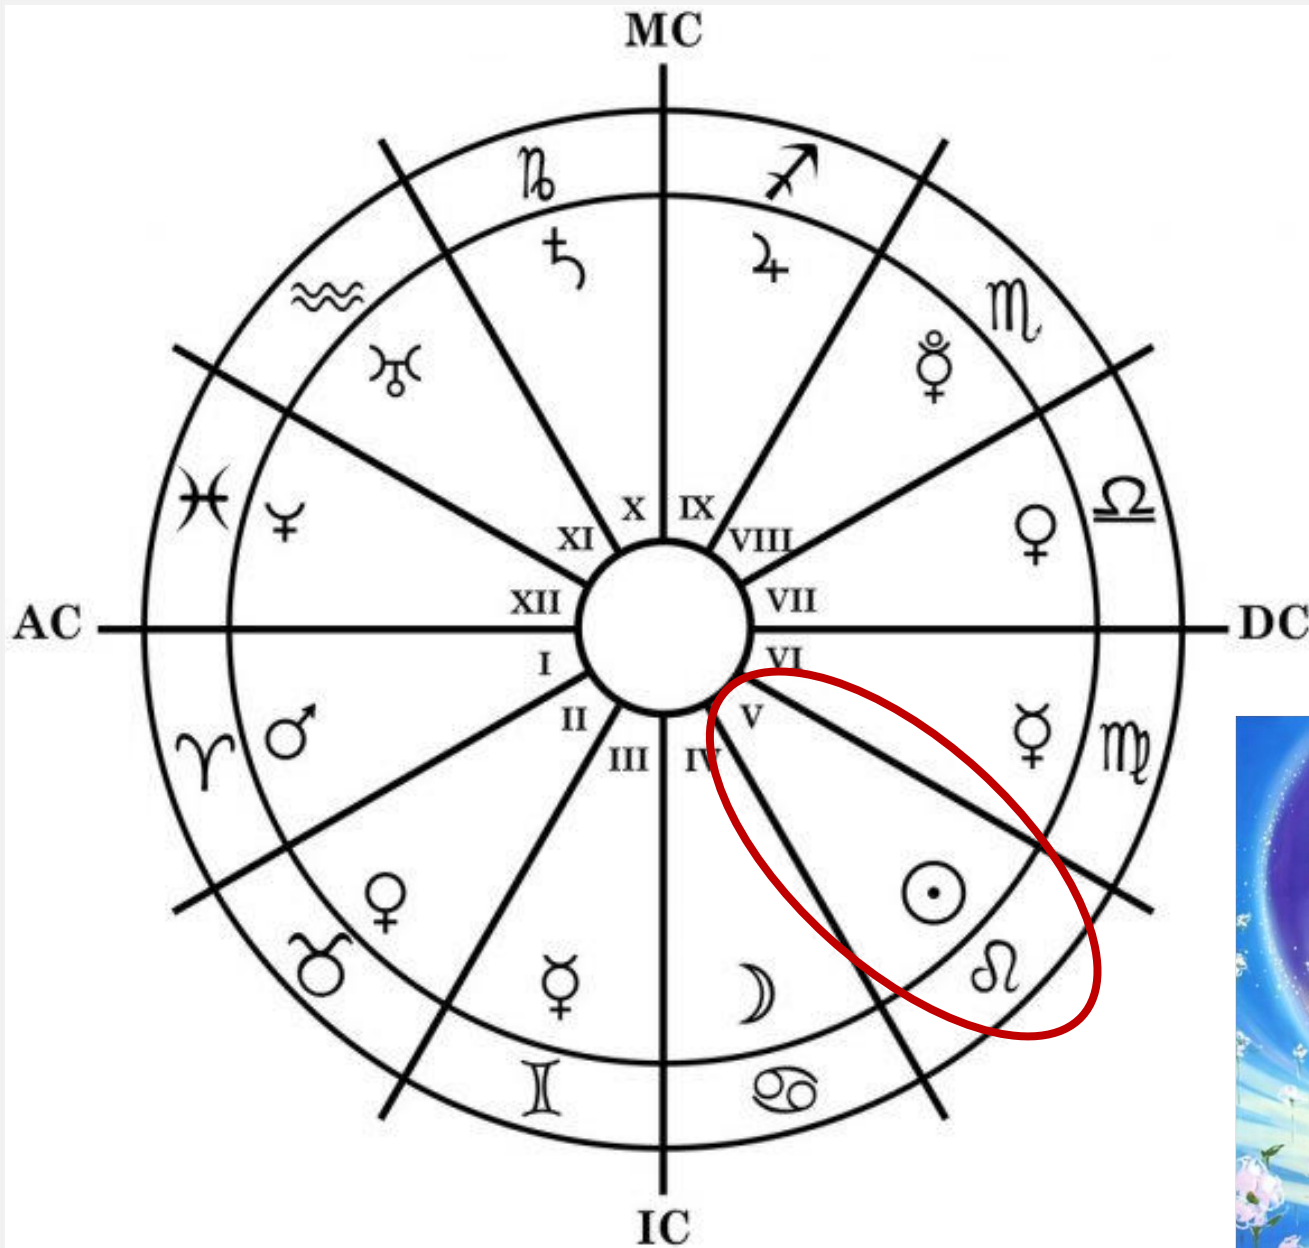 MC
♑ ♐
♄ ♃
♒ ♏
♅ ♇
♓ ♆ ♀ ♎
X IX
XI VIII
XII VII
AC DC
I VI
II V
III IV
♈ ♂ ☿ ♍
♀ ☉
♉ ♌
☿ ☽
♊ ♋
IC